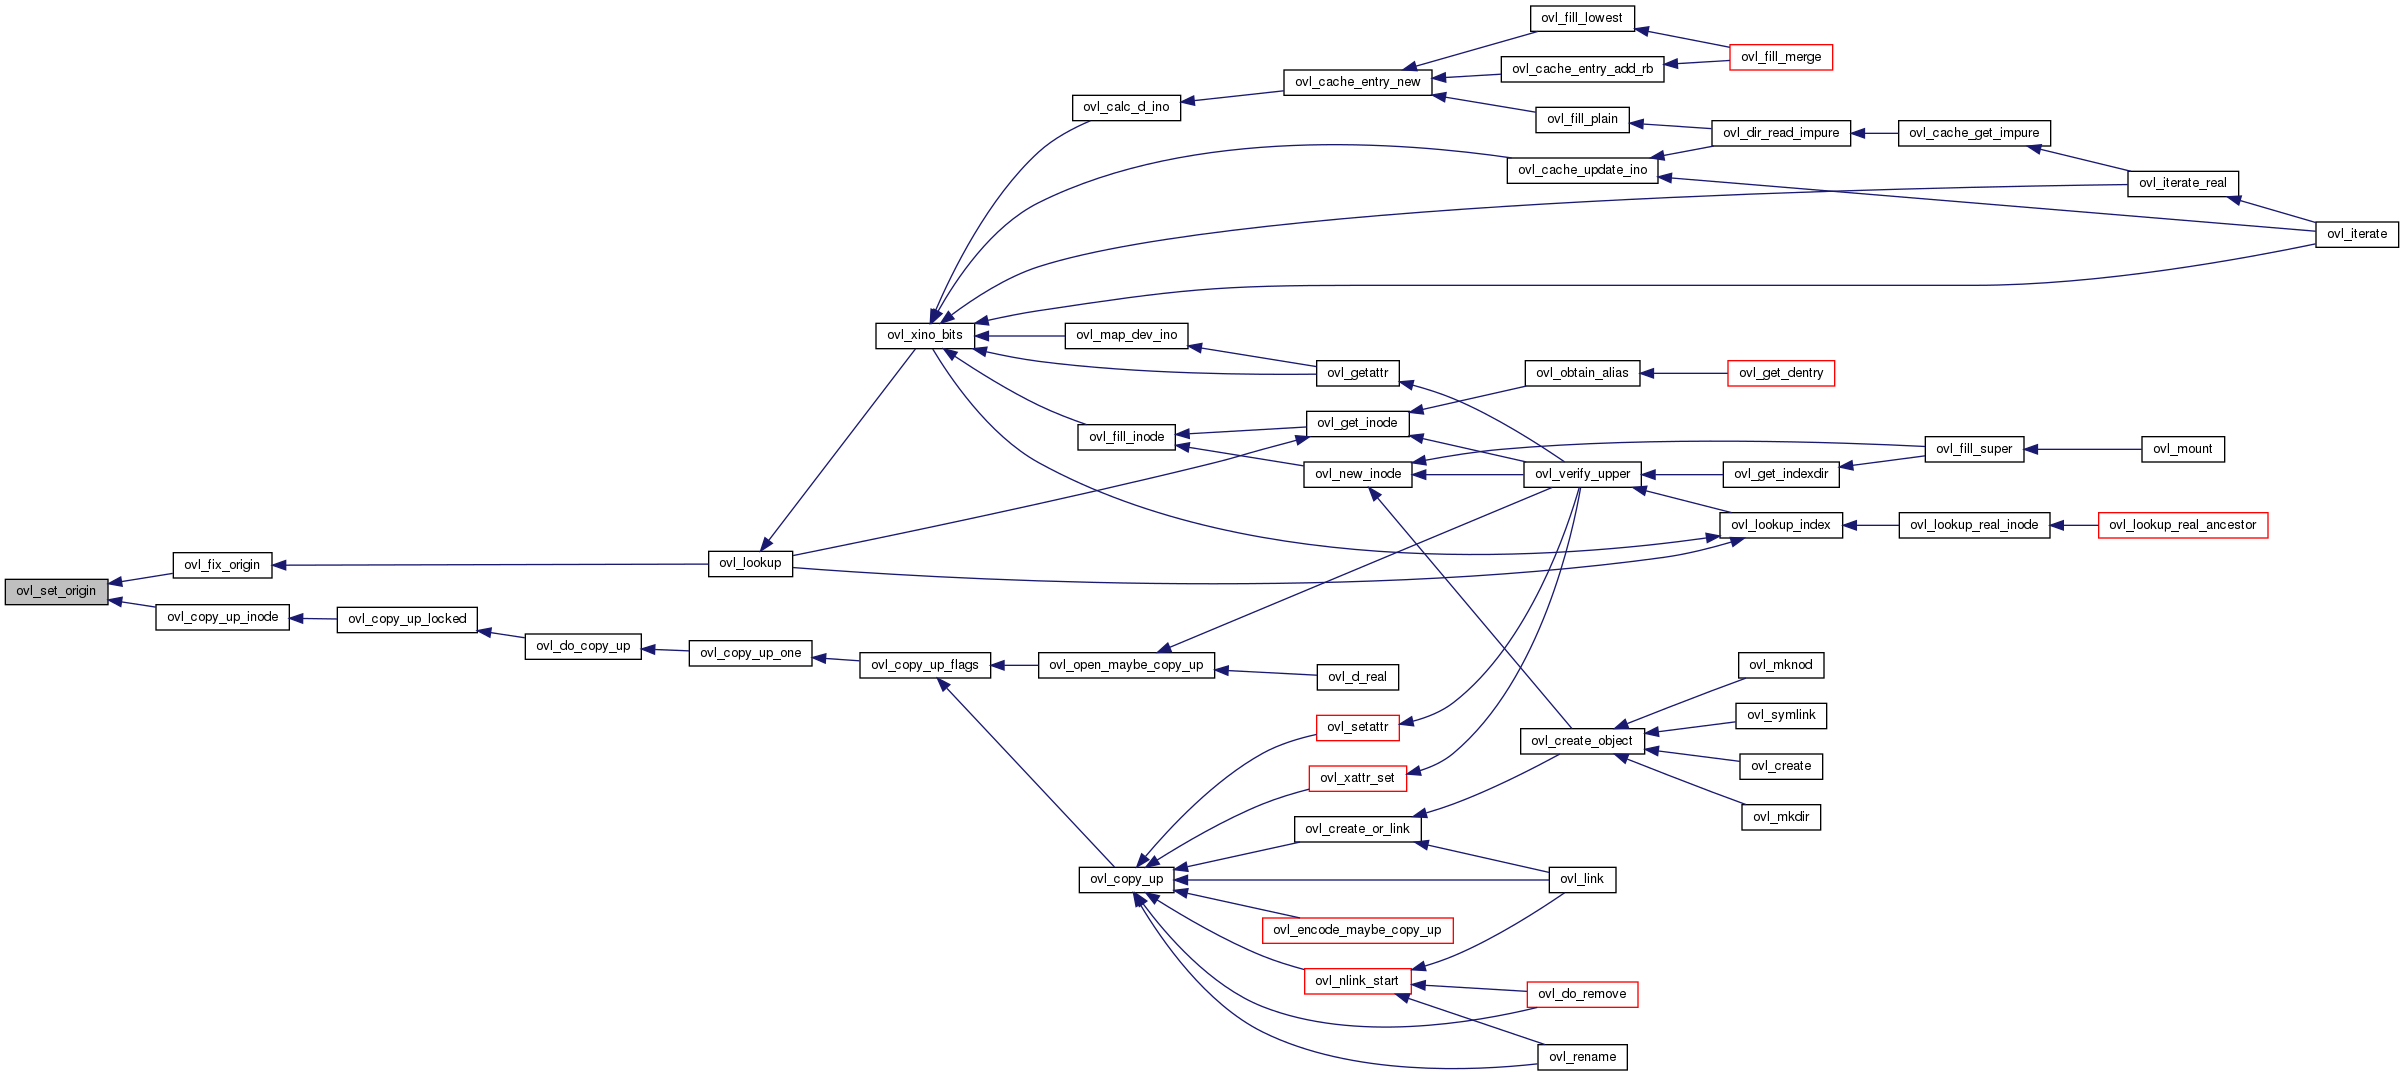 ovl_fill_lowest
ovl_fill_merge
ovl_cache_entry_add_rb
ovl_cache_entry_new
ovl_calc_d_ino
ovl_fill_plain
ovl_dir_read_impure
ovl_cache_get_impure
ovl_cache_update_ino
ovl_iterate_real
ovl_iterate
ovl_xino_bits
ovl_map_dev_ino
ovl_getattr
ovl_obtain_alias
ovl_get_dentry
ovl_get_inode
ovl_fill_inode
ovl_fill_super
ovl_mount
ovl_new_inode
ovl_verify_upper
ovl_get_indexdir
ovl_lookup_index
ovl_lookup_real_inode
ovl_lookup_real_ancestor
ovl_fix_origin
ovl_lookup
ovl_set_origin
ovl_copy_up_inode
ovl_copy_up_locked
ovl_do_copy_up
ovl_copy_up_one
ovl_copy_up_flags
ovl_open_maybe_copy_up
ovl_d_real
ovl_mknod
ovl_setattr
ovl_symlink
ovl_create_object
ovl_create
ovl_xattr_set
ovl_mkdir
ovl_create_or_link
ovl_copy_up
ovl_link
ovl_encode_maybe_copy_up
ovl_nlink_start
ovl_do_remove
ovl_rename